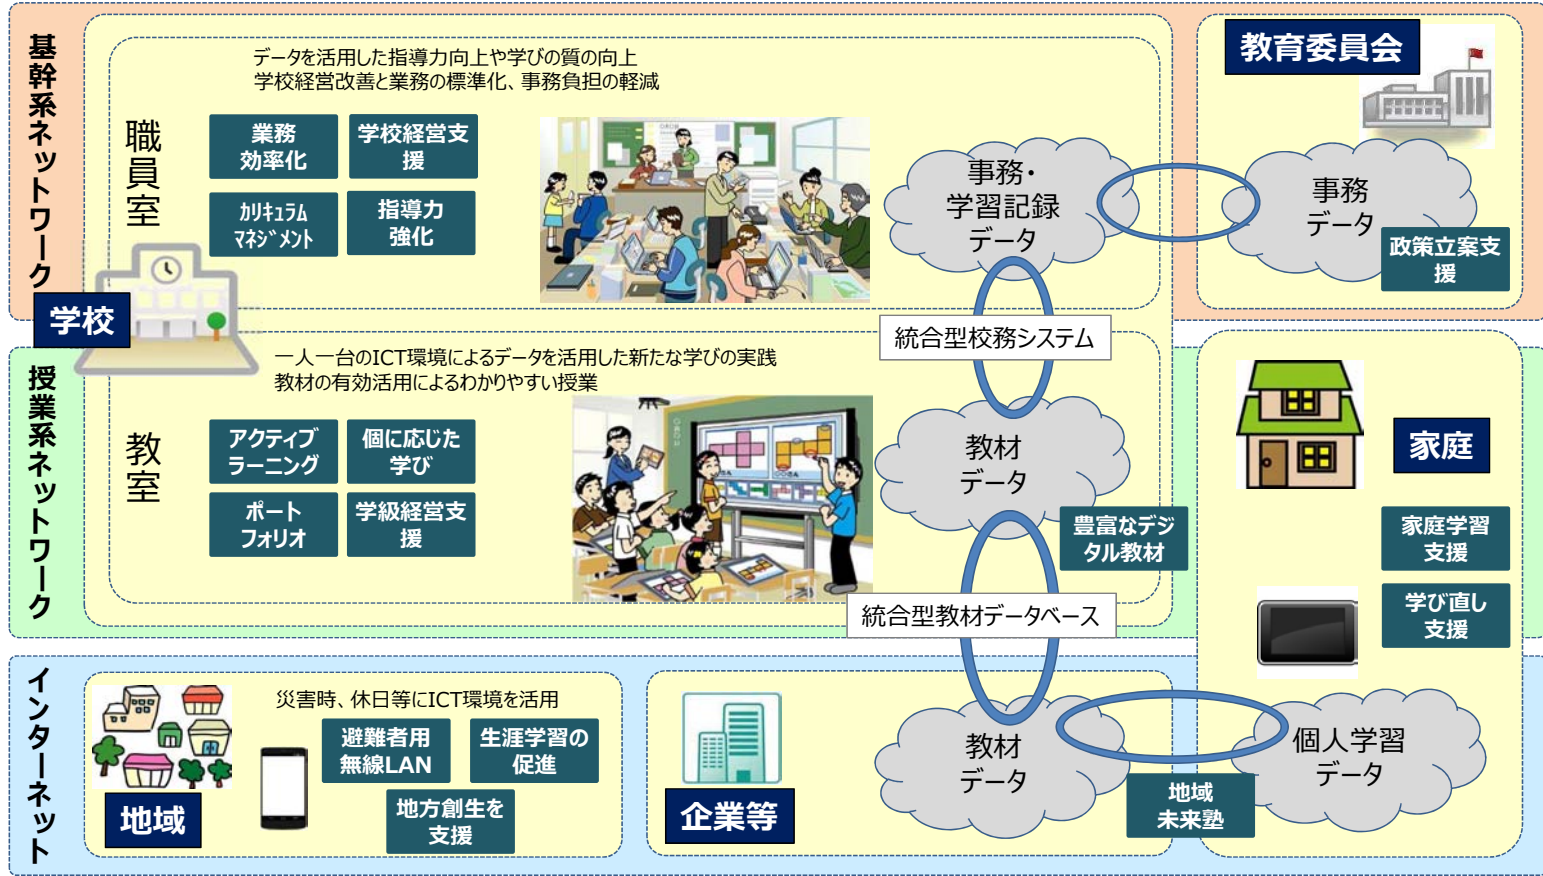 基幹系ネットワーク
データを活用した指導力向上や学びの質の向上
学校経営改善と業務の標準化、事務負担の軽減
職員室
業務
効率化
学校経営支
援
カリキュラム
マネジメント
指導力
強化
事務・
学習記録
データ
教育委員会
事務
データ
政策立案支
援
学校
統合型校務システム
授業系ネットワーク
一人一台のICT環境によるデータを活用した新たな学びの実践
教材の有効活用によるわかりやすい授業
教室
アクティブ
ラーニング
個に応じた
学び
ポート
フォリオ
学級経営支
援
教材
データ
豊富なデジ
タル教材
統合型教材データベース
家庭
家庭学習
支援
学び直し
支援
インターネット
災害時、休日等にICT環境を活用
避難者用
無線LAN
生涯学習の
促進
地方創生を
支援
地域
企業等
教材
データ
地域
未来塾
個人学習
データ